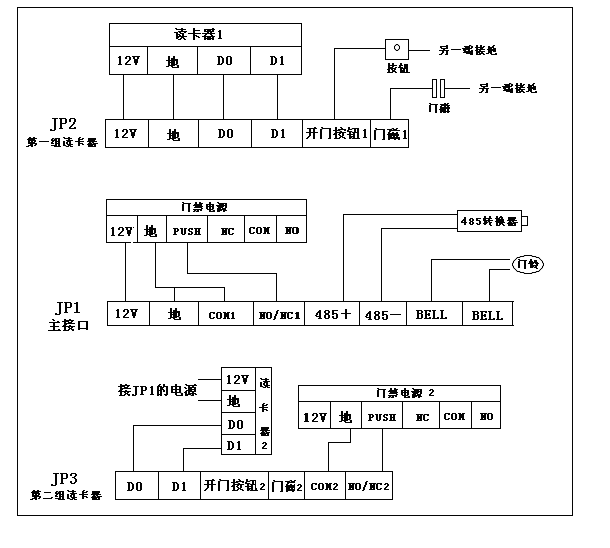 读卡器1
12V 地 D0 D1
按钮
另一端接地
门磁
另一端接地
JP2
第一组读卡器
12V 地 D0 D1 开门按钮1 门磁1
门禁电源
12V 地 PUSH NC COM NO
485转换器
门铃
JP1
主接口
12V 地 COM1 NO/NC1 485+ 485— BELL BELL
接JP1的电源
12V
地
D0
D1
读卡器2
门禁电源 2
12V 地 PUSH NC COM NO
JP3
第二组读卡器
D0 D1 开门按钮2 门磁2 COM2 NO/NC2